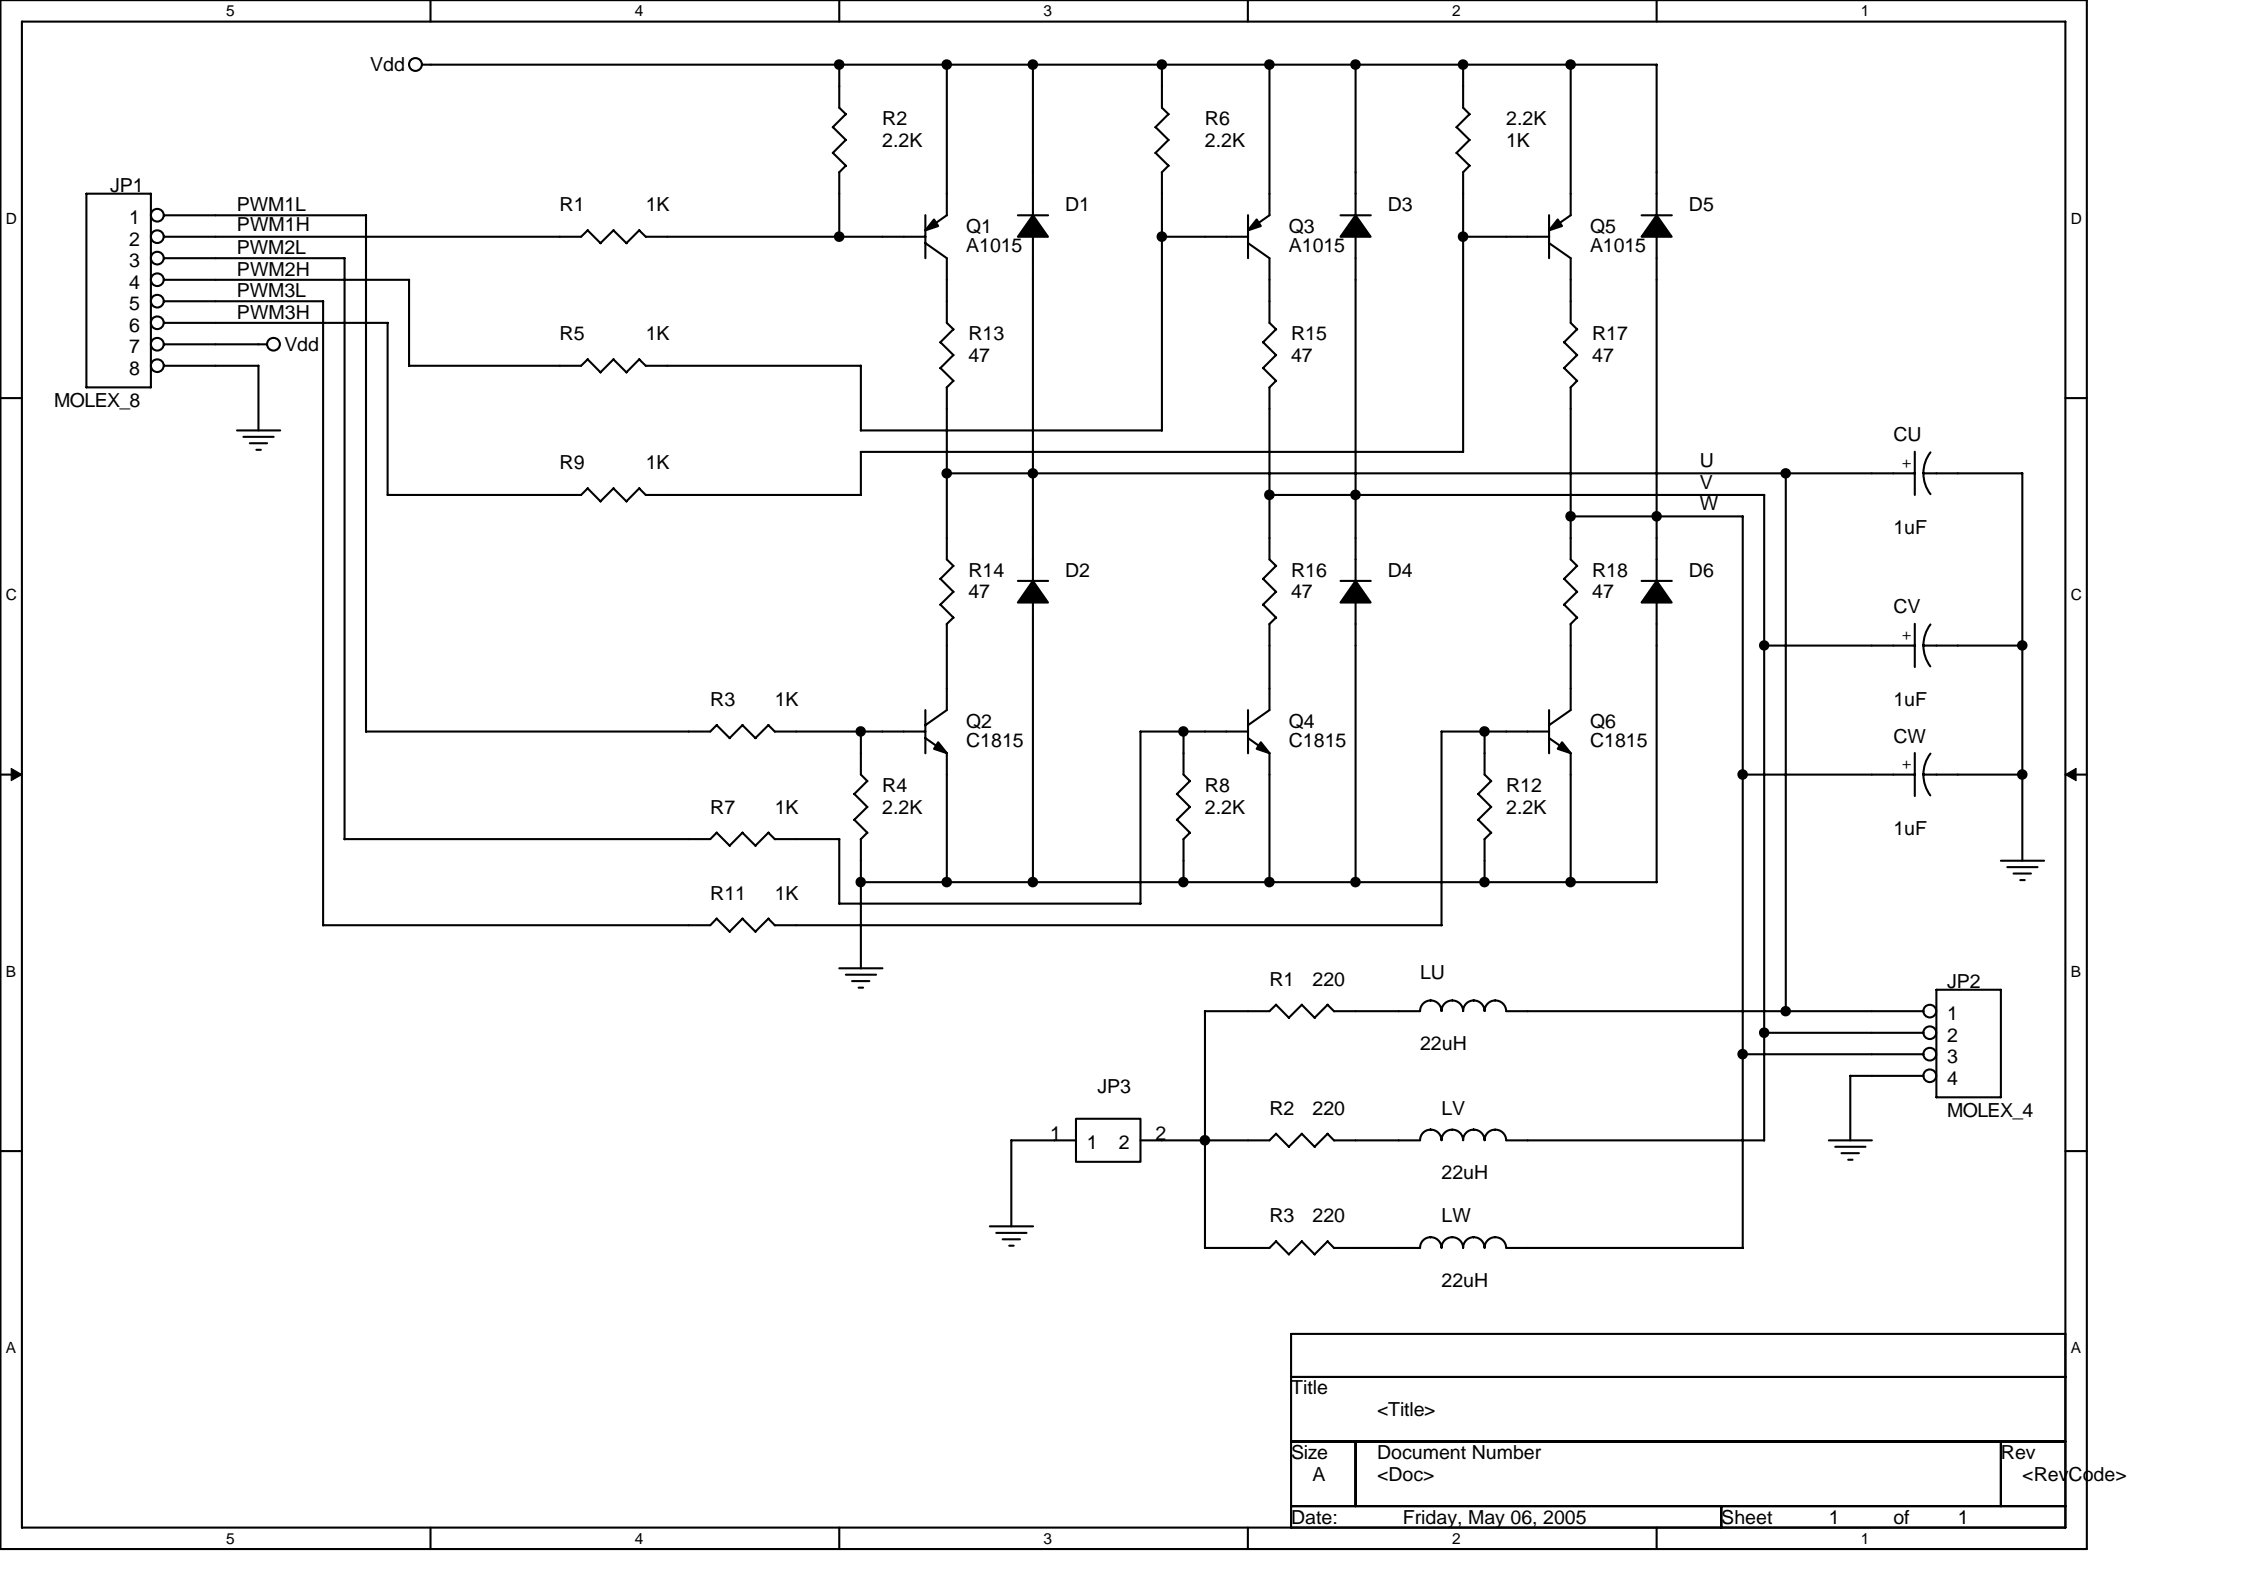 5 4 3 2 1
Vdd
R2
2.2K
R6
2.2K
2.2K
1K
JP1
D
1 PWM1L
2 PWM1H
3 PWM2L
4 PWM2H
5 PWM3L
6 PWM3H
7 Vdd
8
MOLEX_8
R1 1K
Q1
A1015
D1
Q3
A1015
D3
Q5
A1015
D5
D
R5 1K
R13
47
R15
47
R17
47
R9 1K
U
V
W
CU
+
1uF
C
R14
47
D2
R16
47
D4
R18
47
D6
C
CV
+
1uF
R3 1K
Q2
C1815
Q4
C1815
Q6
C1815
CW
+
1uF
R4
2.2K
R8
2.2K
R12
2.2K
R7 1K
R11 1K
B
B
R1 220 LU
22uH
JP2
1
2
3
4
MOLEX_4
JP3
1 1 2 2
R2 220 LV
22uH
R3 220 LW
22uH
A
A
Title
<Title>
Size
A
Document Number
<Doc>
Rev
<RevCode>
Date: Friday, May 06, 2005 Sheet 1 of 1
5 4 3 2 1